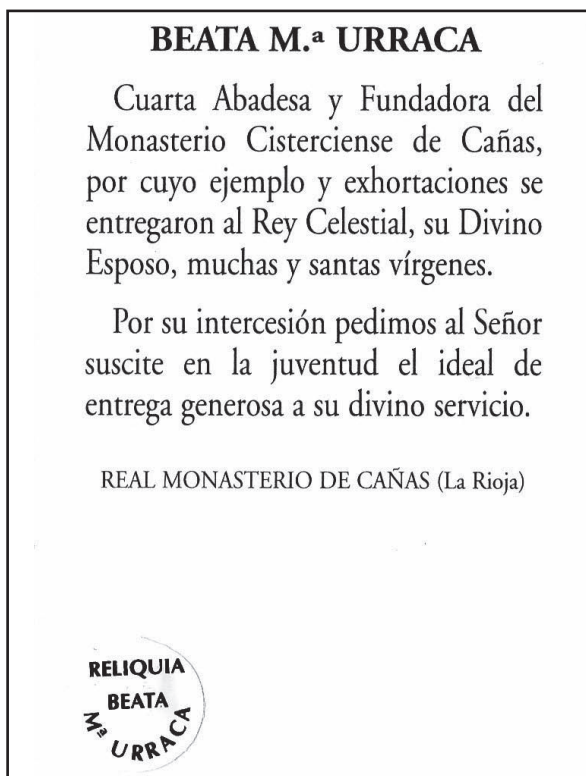 BEATA M.ª URRACA
Cuarta Abadesa y Fundadora del
Monasterio Cisterciense de Cañas,
por cuyo ejemplo y exhortaciones se
entregaron al Rey Celestial, su Divino
Esposo, muchas y santas vírgenes.
Por su intercesión pedimos al Señor
suscite en la juventud el ideal de
entrega generosa a su divino servicio.
REAL MONASTERIO DE CAÑAS (La Rioja)
RELIQUIA
BEATA
Mª URRACA